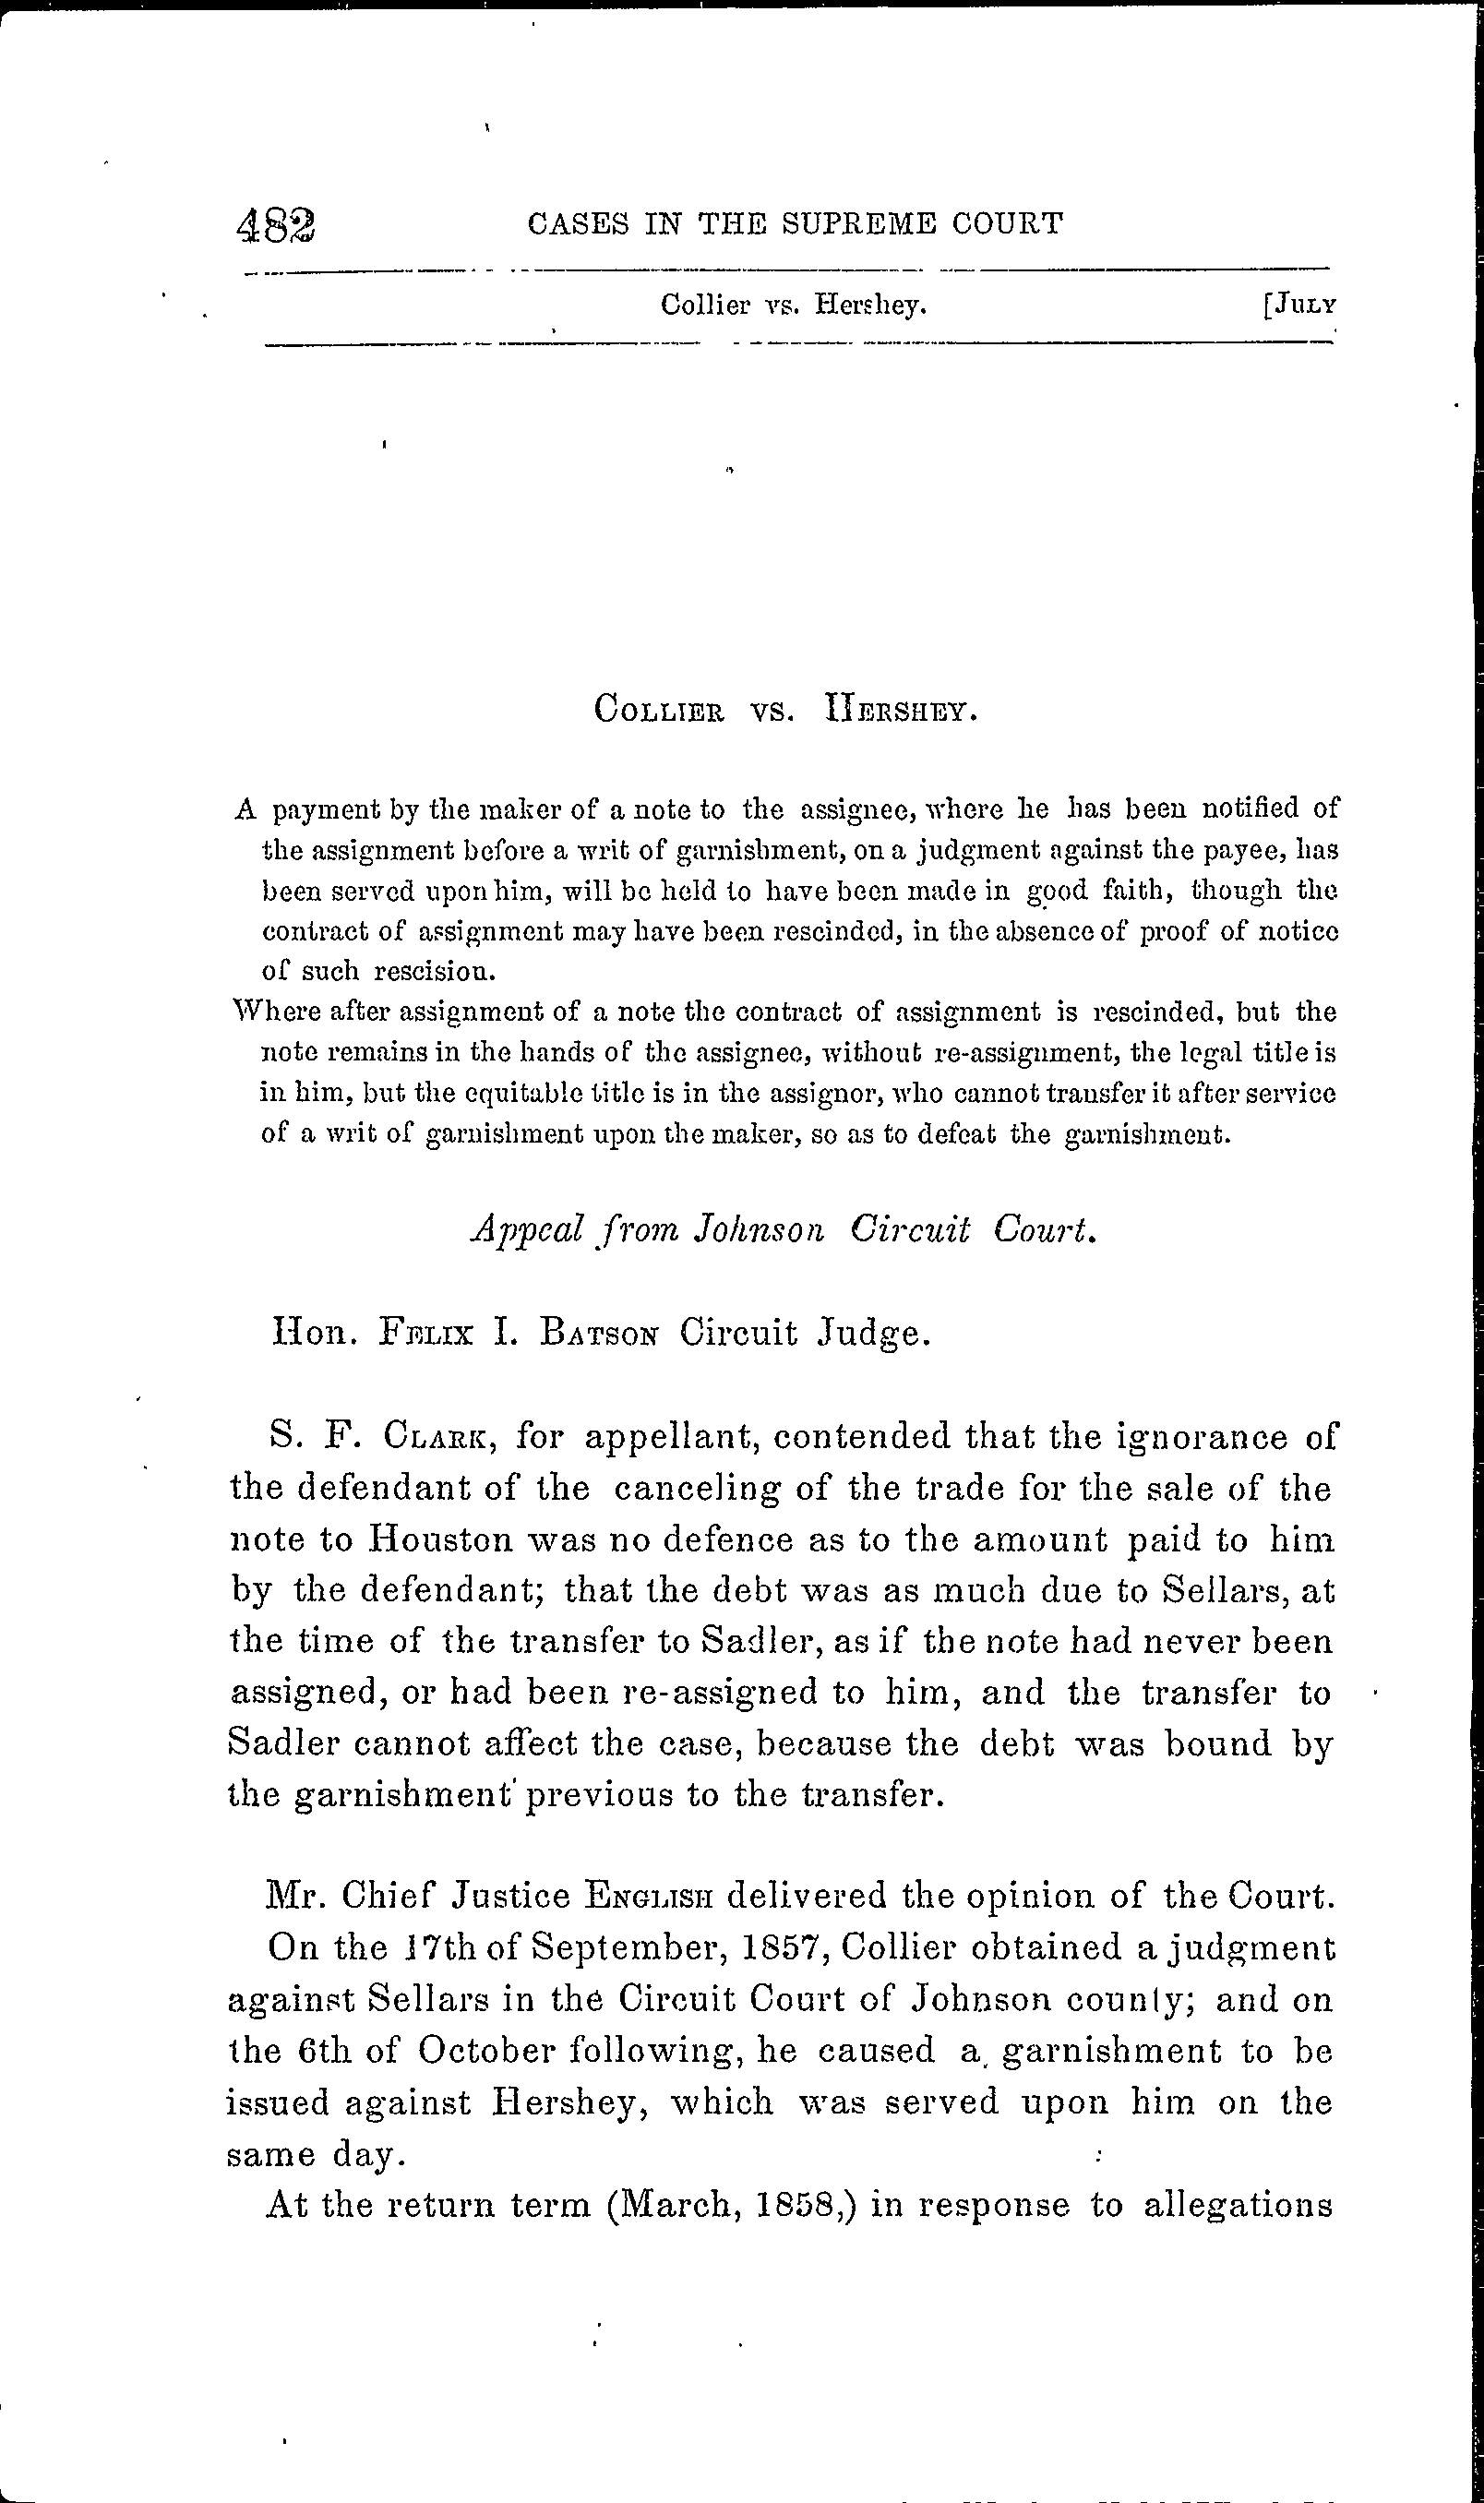 482 CASES IN THE SUPREME COURT
Collier vs. Hershey. [JULY
COLLIER VS. HERSHEY.
A payment by the maker of a note to the assignee, where he has been notified of
the assignment before a writ of garnishment, on a judgment against the payee, has
been served upon him, will be held to have been made in good faith, though the
contract of assignment may have been rescinded, in the absence of proof of notice
of such rescision.
Where after assignment of a note the contract of assignment is rescinded, but the
note remains in the hands of the assignee, without re-assignment, the legal title is
in him, but the equitable title is in the assignor, who cannot transfer it after service
of a writ of garnishment upon the maker, so as to defeat the garnishment.
Appeal from Johnson Circuit Court.
Hon. FELIX I. BATSON Circuit Judge.
S. F. CLARK, for appellant, contended that the ignorance of
the defendant of the canceling of the trade for the sale of the
note to Houston was no defence as to the amount paid to him
by the defendant; that the debt was as much due to Sellars, at
the time of the transfer to Sadler, as if the note had never been
assigned, or had been re-assigned to him, and the transfer to
Sadler cannot affect the case, because the debt was bound by
the garnishment previous to the transfer.
Mr. Chief Justice ENGLISH delivered the opinion of the Court.
On the 17th of September, 1857, Collier obtained a judgment
against Sellars in the Circuit Court of Johnson county; and on
the 6th of October following, he caused a garnishment to be
issued against Hershey, which was served upon him on the
same day.
At the return term (March, 1858,) in response to allegations